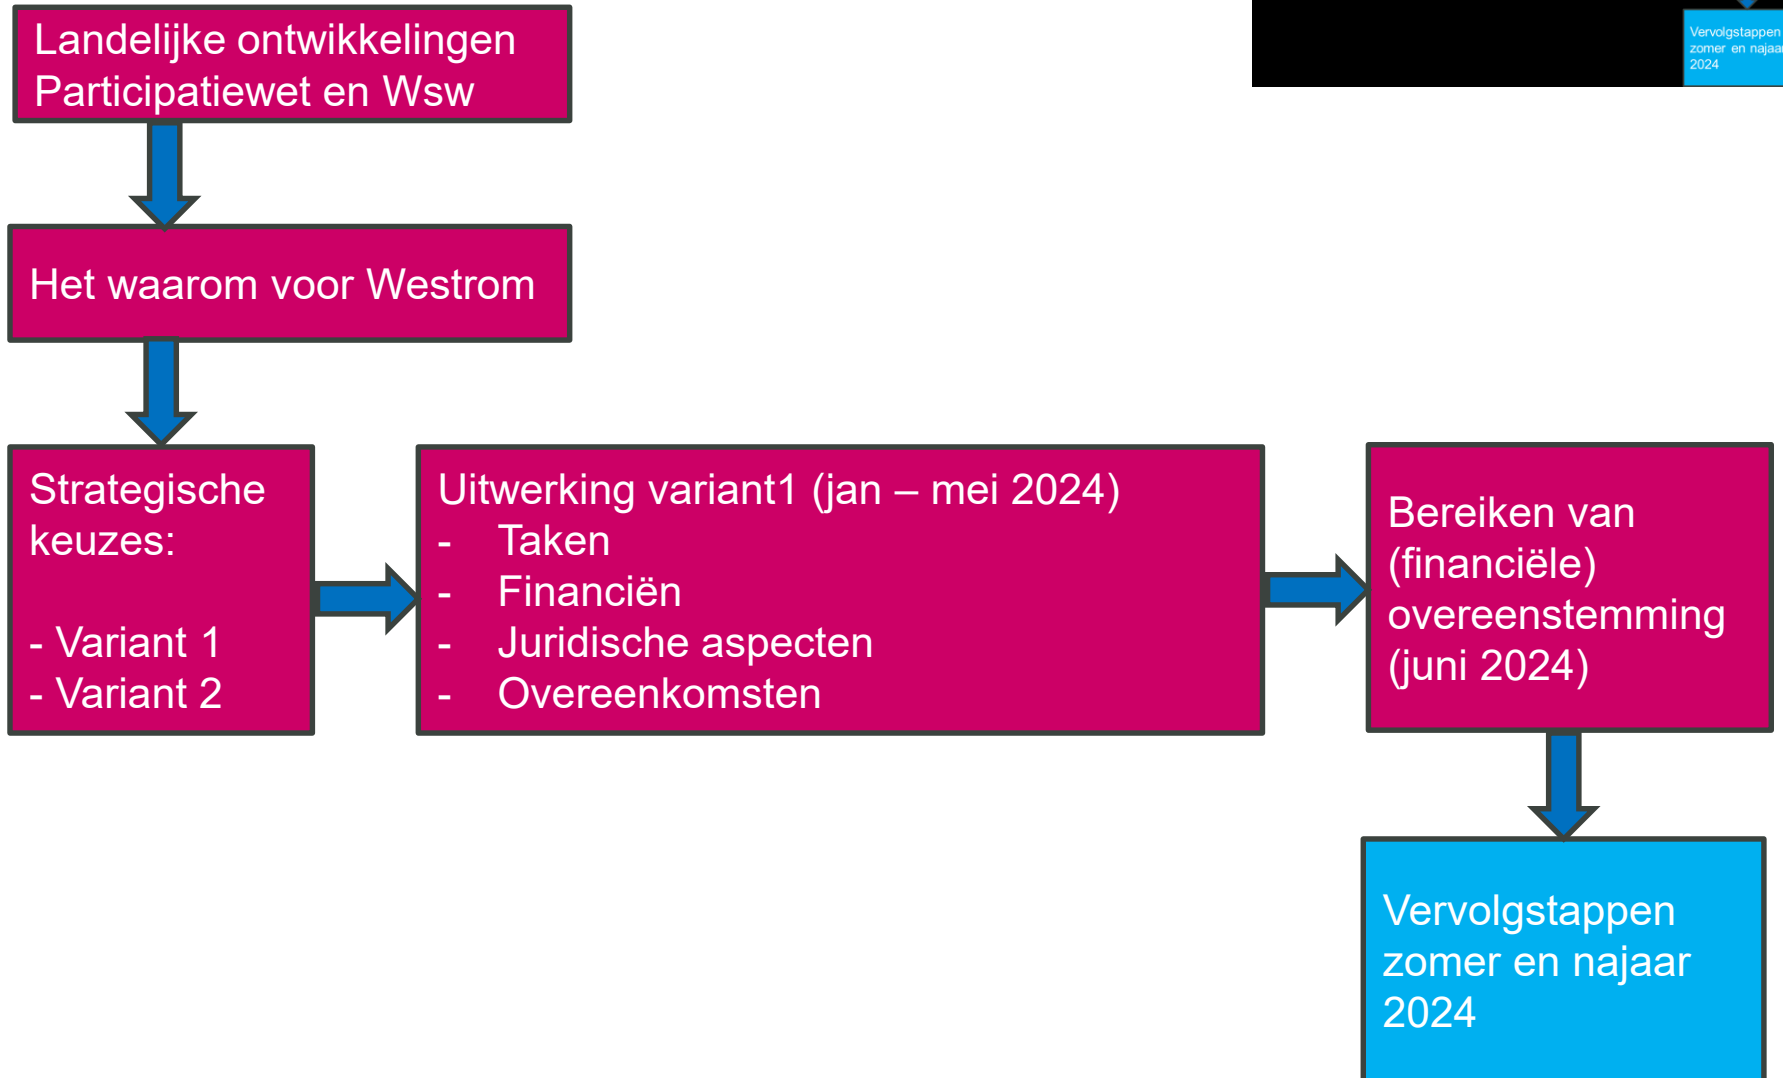 Landelijke ontwikkelingen
Participatiewet en Wsw
Vervolgstappen
zomer en najaar
2024
Het waarom voor Westrom
Strategische
keuzes:
- Variant 1
- Variant 2
Uitwerking variant1 (jan – mei 2024)
- Taken
- Financiën
- Juridische aspecten
- Overeenkomsten
Bereiken van
(financiële)
overeenstemming
(juni 2024)
Vervolgstappen
zomer en najaar
2024